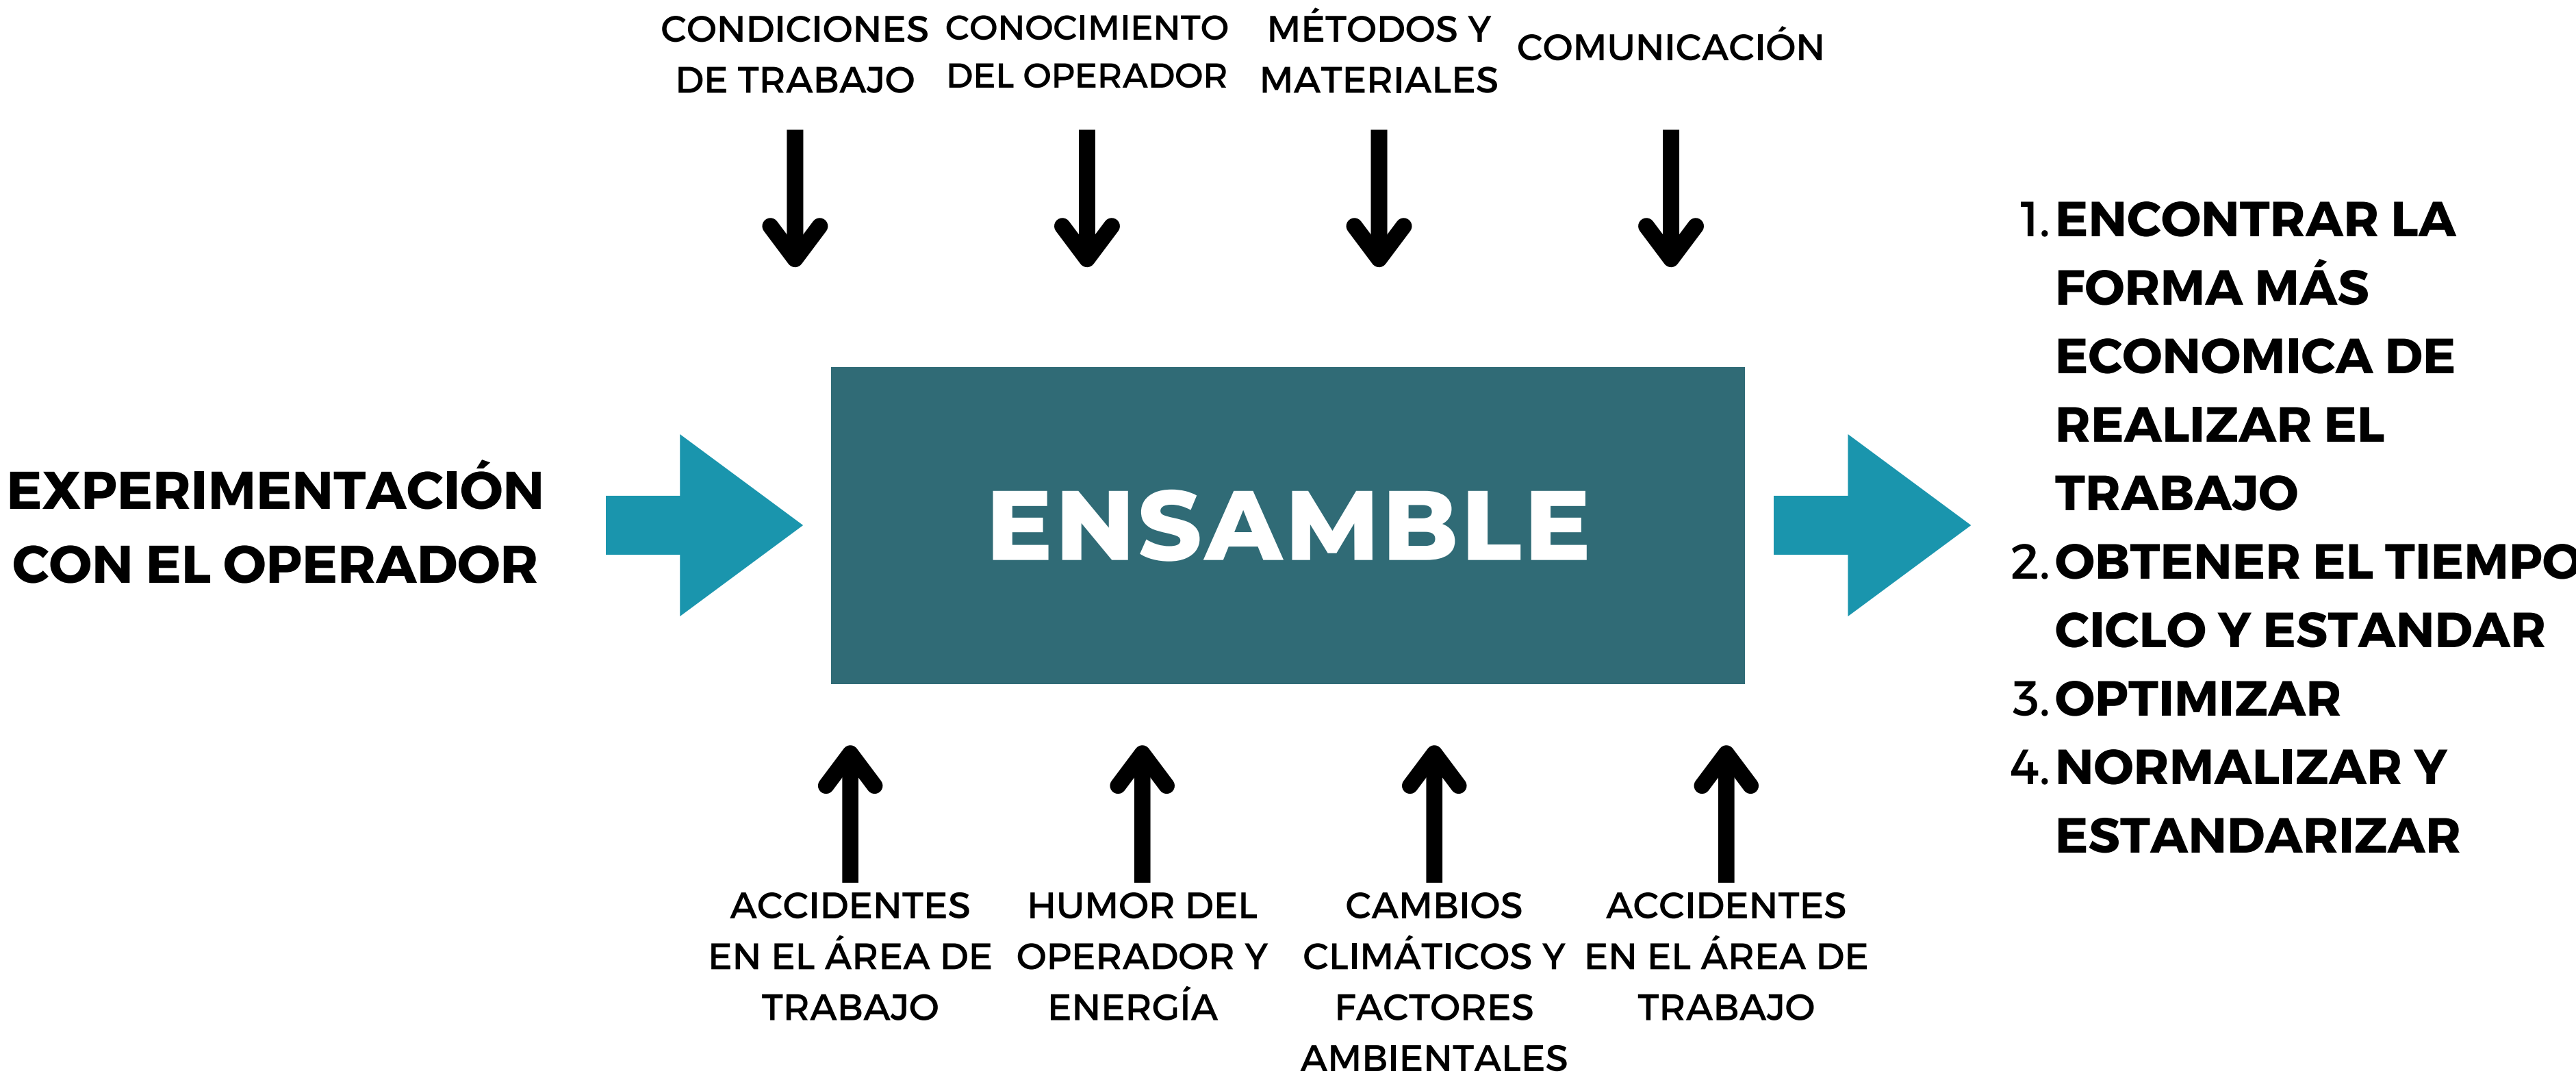 CONDICIONES
DE TRABAJO
CONOCIMIENTO
DEL OPERADOR
MÉTODOS Y
MATERIALES
COMUNICACIÓN
EXPERIMENTACIÓN
CON EL OPERADOR
ENSAMBLE
1. ENCONTRAR LA
FORMA MÁS
ECONOMICA DE
REALIZAR EL
TRABAJO
2. OBTENER EL TIEMPO
CICLO Y ESTANDAR
3. OPTIMIZAR
4. NORMALIZAR Y
ESTANDARIZAR
ACCIDENTES
EN EL ÁREA DE
TRABAJO
HUMOR DEL
OPERADOR Y
ENERGÍA
CAMBIOS
CLIMÁTICOS Y
FACTORES
AMBIENTALES
ACCIDENTES
EN EL ÁREA DE
TRABAJO